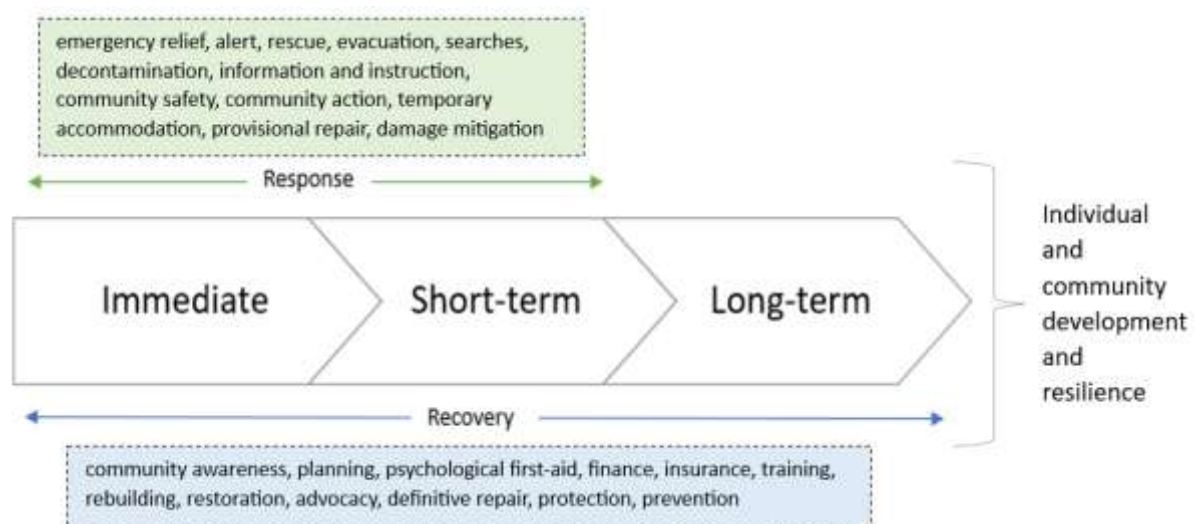 emergency relief, alert, rescue, evacuation, searches,
decontamination, information and instruction,
community safety, community action, temporary
accommodation, provisional repair, damage mitigation
Response
Immediate
Short-term
Long-term
Individual
and
community
development
and
resilience
Recovery
community awareness, planning, psychological first-aid, finance, insurance, training,
rebuilding, restoration, advocacy, definitive repair, protection, prevention